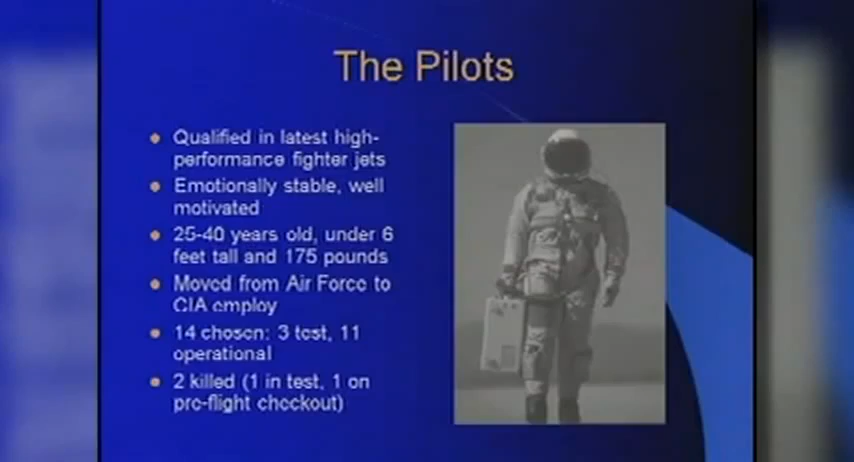 The Pilots
Qualified in latest high-
performance fighter jets
Emotionally stable, well
motivated
25-40 years old, under 6
feet tall and 175 pounds
Moved from Air Force to
CIA employ
14 chosen: 3 test, 11
operational
2 killed (1 in test, 1 on
pre-flight checkout)